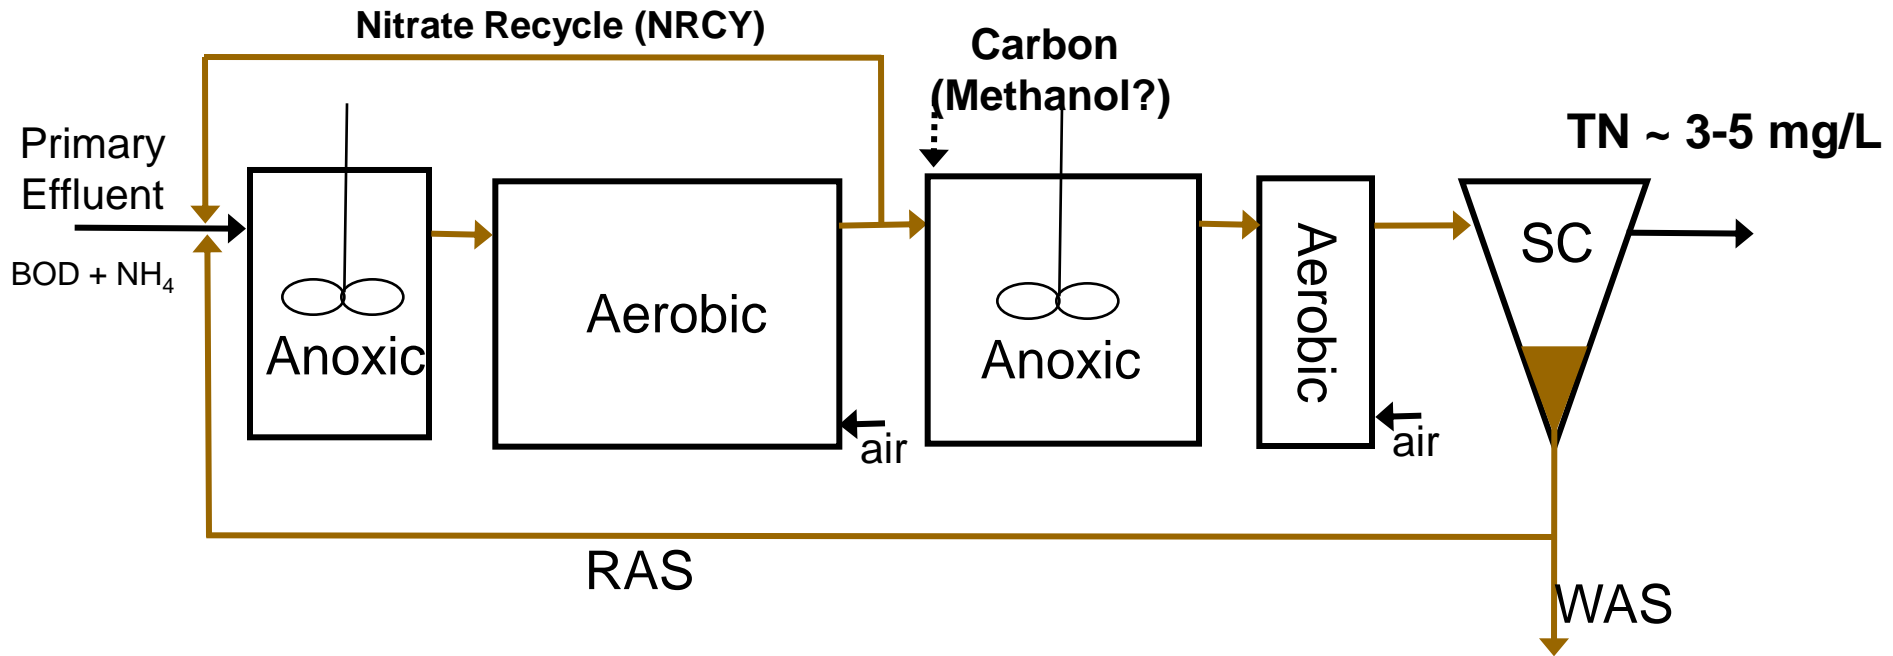 Nitrate Recycle (NRCY)
Carbon
(Methanol?)
TN ~ 3-5 mg/L
Primary
Effluent
BOD + NH₄
Anoxic
Aerobic
air
Anoxic
Aerobic
air
SC
RAS
WAS